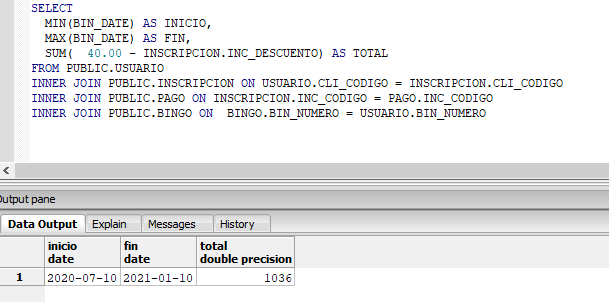 SELECT
MIN(BIN_DATE) AS INICIO,
MAX(BIN_DATE) AS FIN,
SUM(  40.00 - INSCRIPCION.INC_DESCUENTO) AS TOTAL
FROM PUBLIC.USUARIO
INNER JOIN PUBLIC.INSCRIPCION ON USUARIO.CLI_CODIGO = INSCRIPCION.CLI_CODIGO
INNER JOIN PUBLIC.PAGO ON INSCRIPCION.INC_CODIGO = PAGO.INC_CODIGO
INNER JOIN PUBLIC.BINGO ON  BINGO.BIN_NUMERO = USUARIO.BIN_NUMERO
Output pane
Data Output Explain Messages History
inicio fin total
date date double precision
1 2020-07-10 2021-01-10 1036